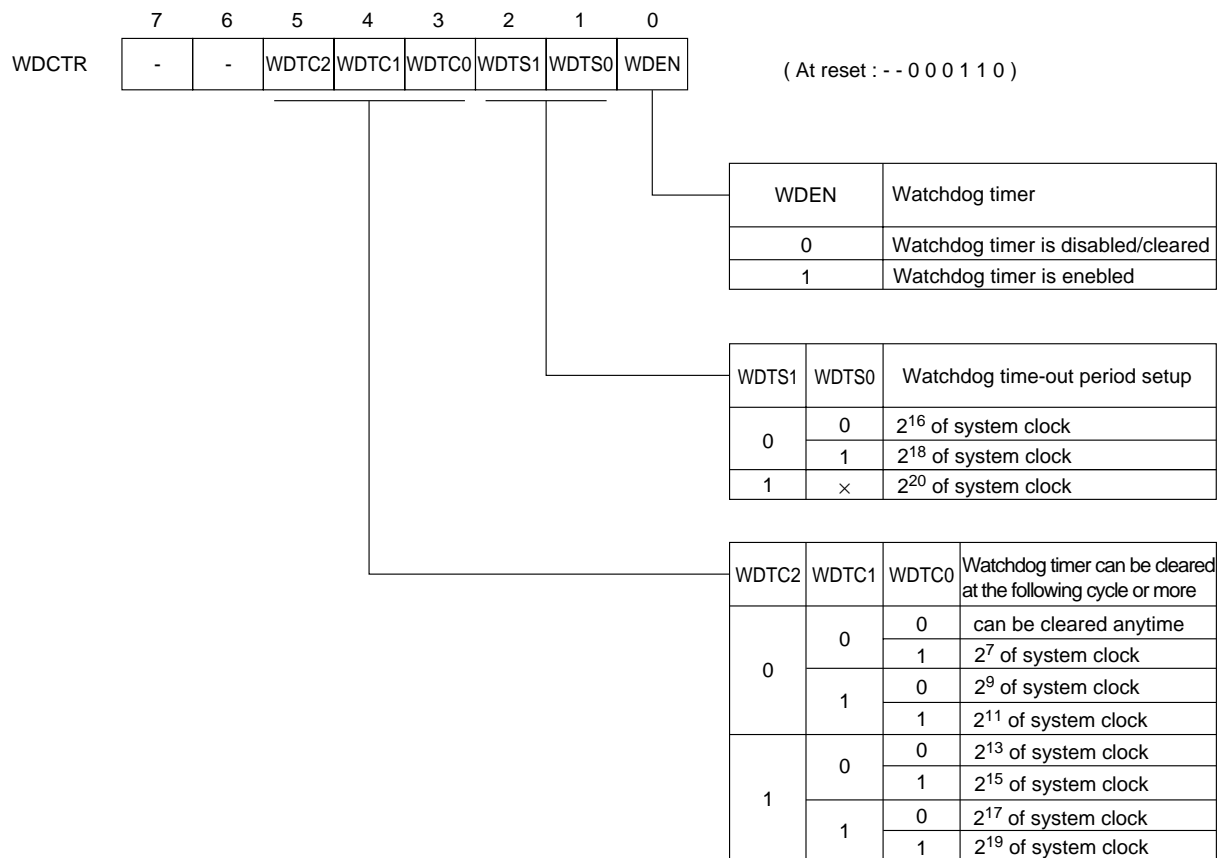 7 6 5 4 3 2 1 0
WDCTR - - WDTC2 WDTC1 WDTC0 WDTS1 WDTS0 WDEN ( At reset : - - 0 0 0 1 1 0 )
WDEN Watchdog timer
0 Watchdog timer is disabled/cleared
1 Watchdog timer is enebled
WDTS1 WDTS0 Watchdog time-out period setup
0 0 2^16 of system clock
1 2^18 of system clock
1 × 2^20 of system clock
WDTC2 WDTC1 WDTC0 Watchdog timer can be cleared
at the following cycle or more
0 0 0 can be cleared anytime
1 2^7 of system clock
1 0 2^9 of system clock
1 2^11 of system clock
1 0 0 2^13 of system clock
1 2^15 of system clock
1 0 2^17 of system clock
1 2^19 of system clock